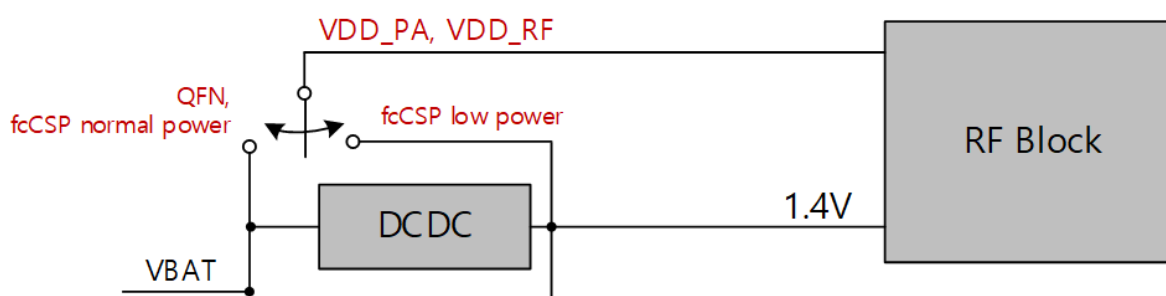 VDD_PA, VDD_RF
QFN,
fcCSP normal power
fcCSP low power
RF Block
1.4V
DCDC
VBAT